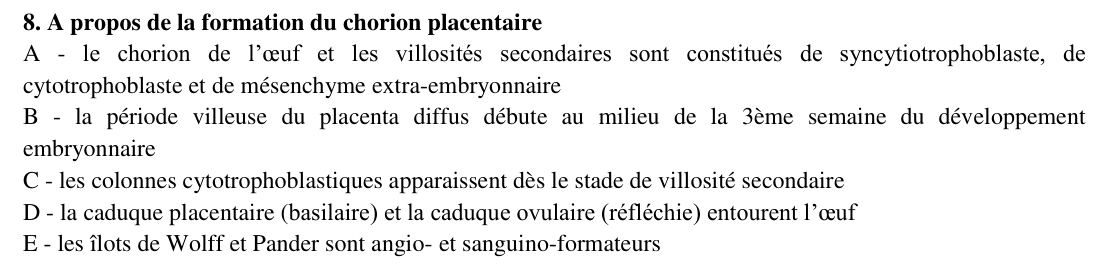 8. A propos de la formation du chorion placentaire
A - le chorion de l'œuf et les villosités secondaires sont constitués de syncytiotrophoblaste, de
cytotrophoblaste et de mésenchyme extra-embryonnaire
B - la période villeuse du placenta diffus débute au milieu de la 3ème semaine du développement
embryonnaire
C - les colonnes cytotrophoblastiques apparaissent dès le stade de villosité secondaire
D - la caduque placentaire (basilaire) et la caduque ovulaire (réfléchie) entourent l'œuf
E - les îlots de Wolff et Pander sont angio- et sanguino-formateurs